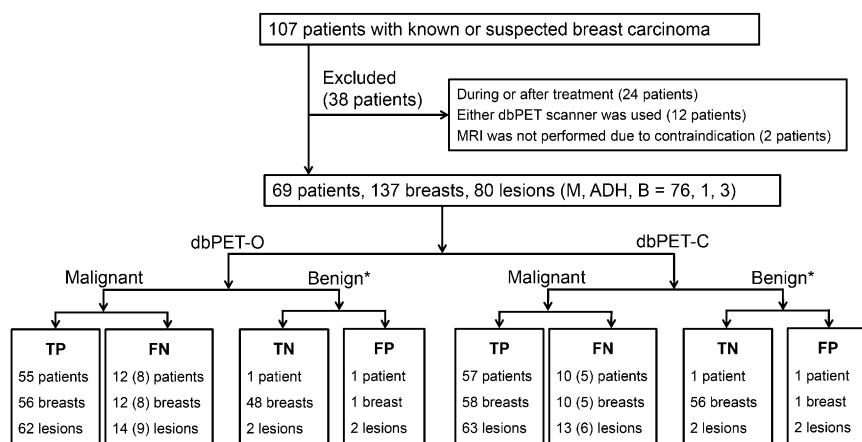 107 patients with known or suspected breast carcinoma
Excluded
(38 patients)
During or after treatment (24 patients)
Either dbPET scanner was used (12 patients)
MRI was not performed due to contraindication (2 patients)
69 patients, 137 breasts, 80 lesions (M, ADH, B = 76, 1, 3)
dbPET-O
Malignant
Benign*
TP
55 patients
56 breasts
62 lesions
FN
12 (8) patients
12 (8) breasts
14 (9) lesions
TN
1 patient
48 breasts
2 lesions
FP
1 patient
1 breast
2 lesions
dbPET-C
Malignant
Benign*
TP
57 patients
58 breasts
63 lesions
FN
10 (5) patients
10 (5) breasts
13 (6) lesions
TN
1 patient
56 breasts
2 lesions
FP
1 patient
1 breast
2 lesions